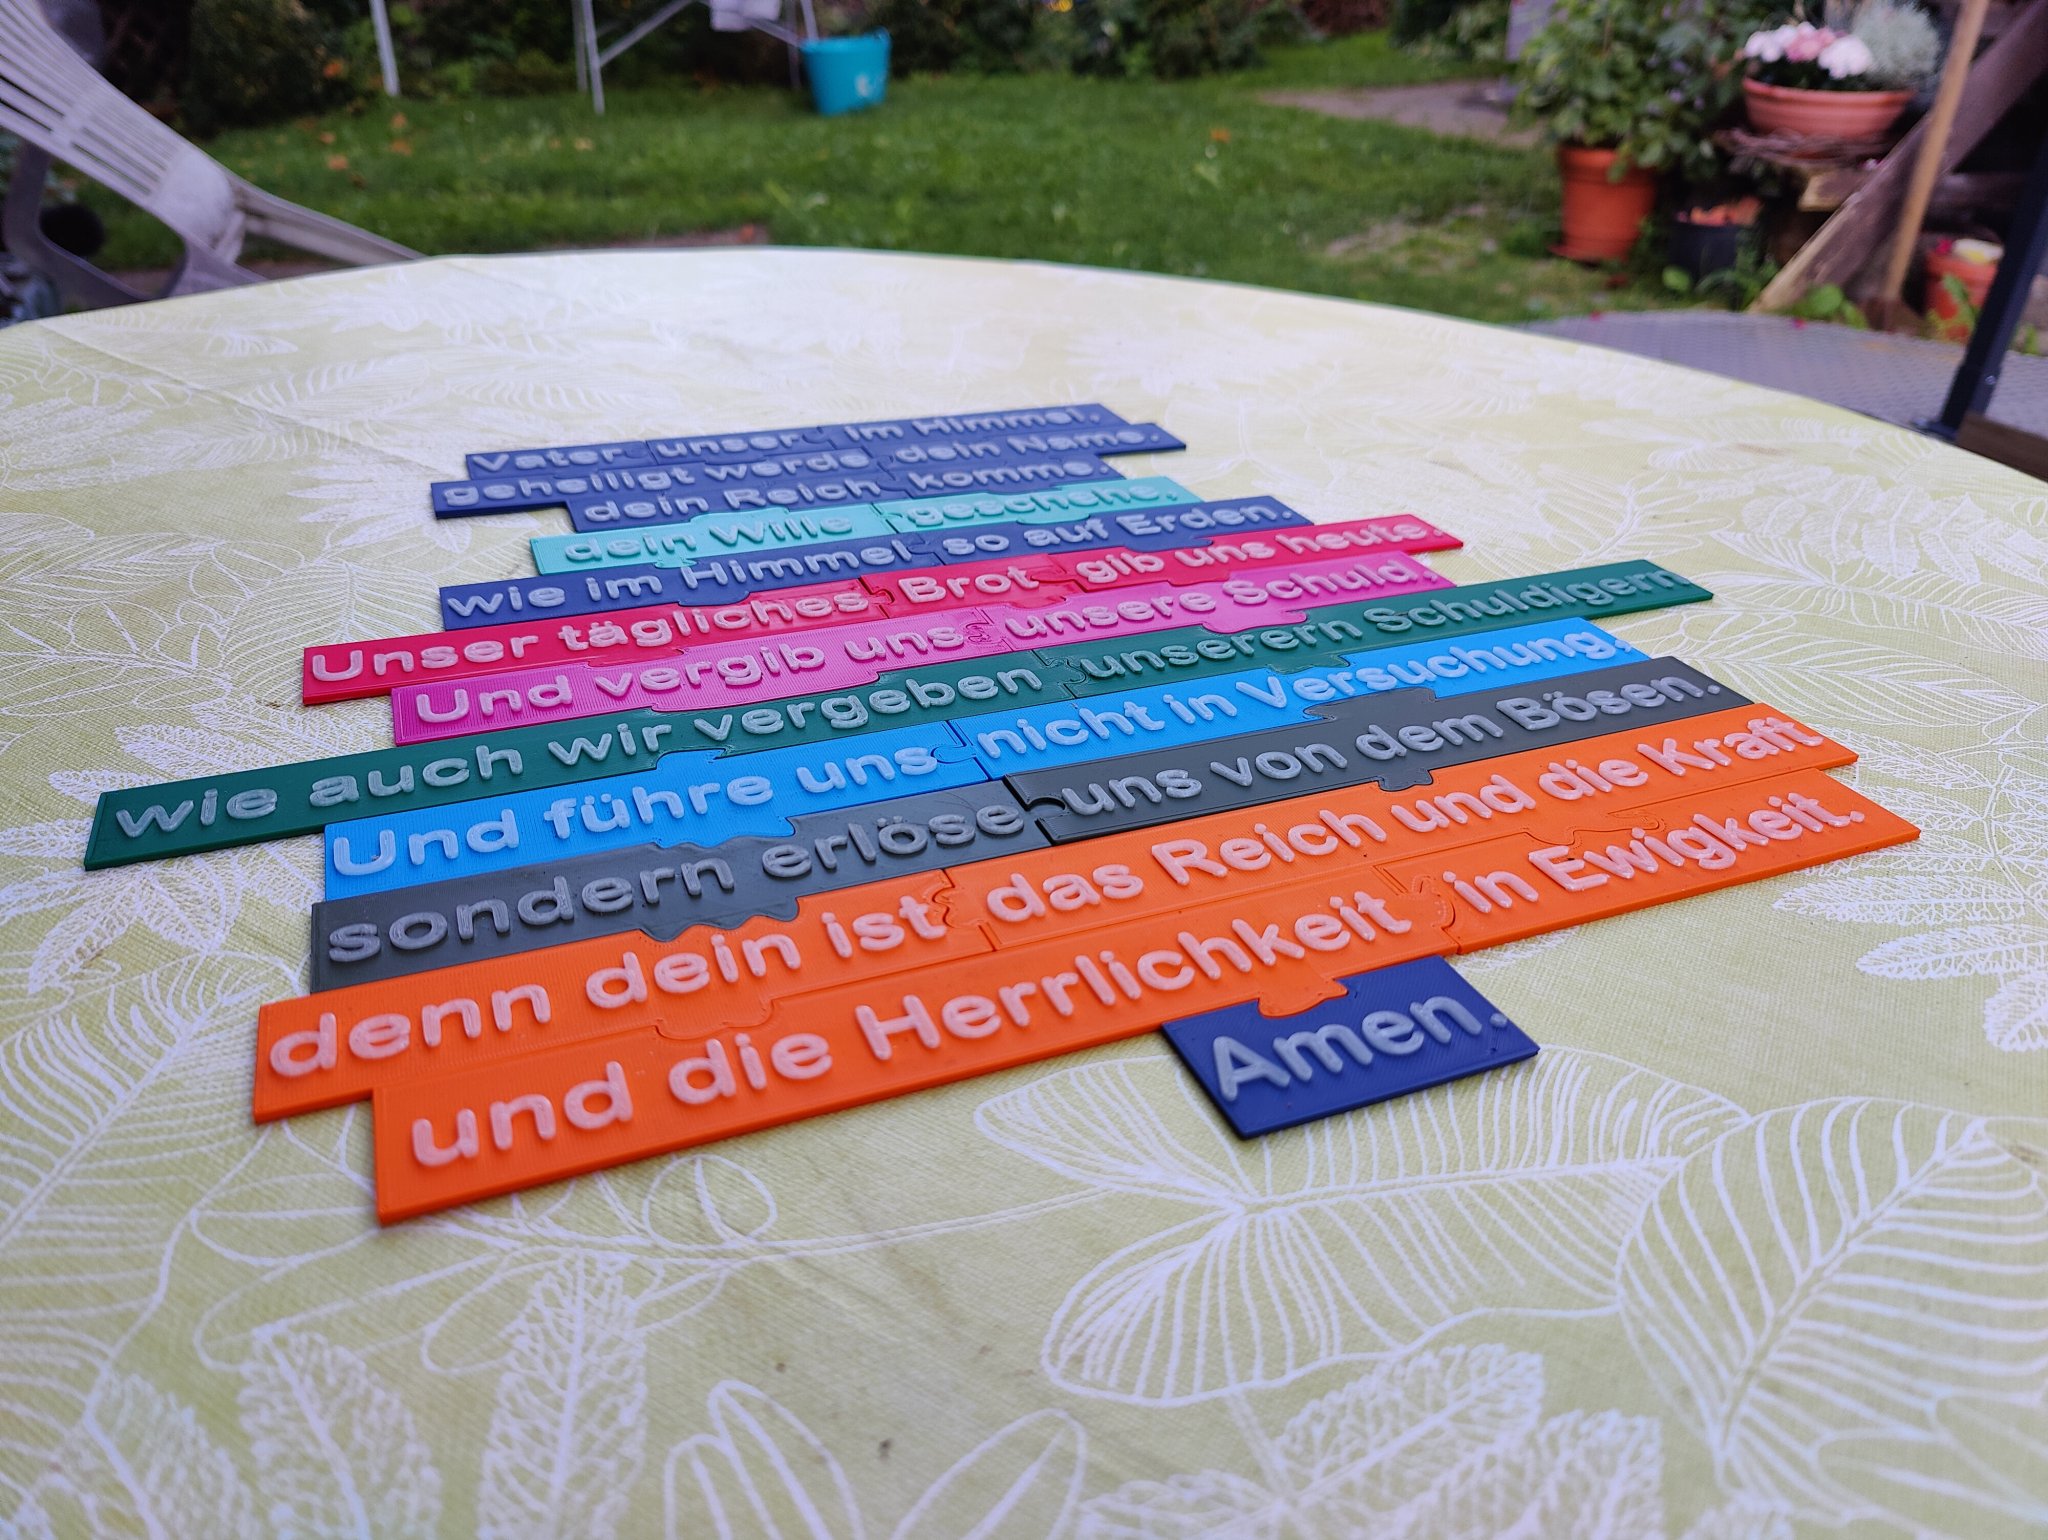 Vater unser im Himmel,
geheiligt werde dein Name.
dein Reich komme.
dein Wille geschehe,
wie im Himmel so auf Erden.
Unser tägliches Brot gib uns heute.
Und vergib uns unsere Schuld,
wie auch wir vergeben unserern Schuldigern.
Und führe uns nicht in Versuchung,
sondern erlöse uns von dem Bösen.
denn dein ist das Reich und die Kraft
und die Herrlichkeit in Ewigkeit.
Amen.